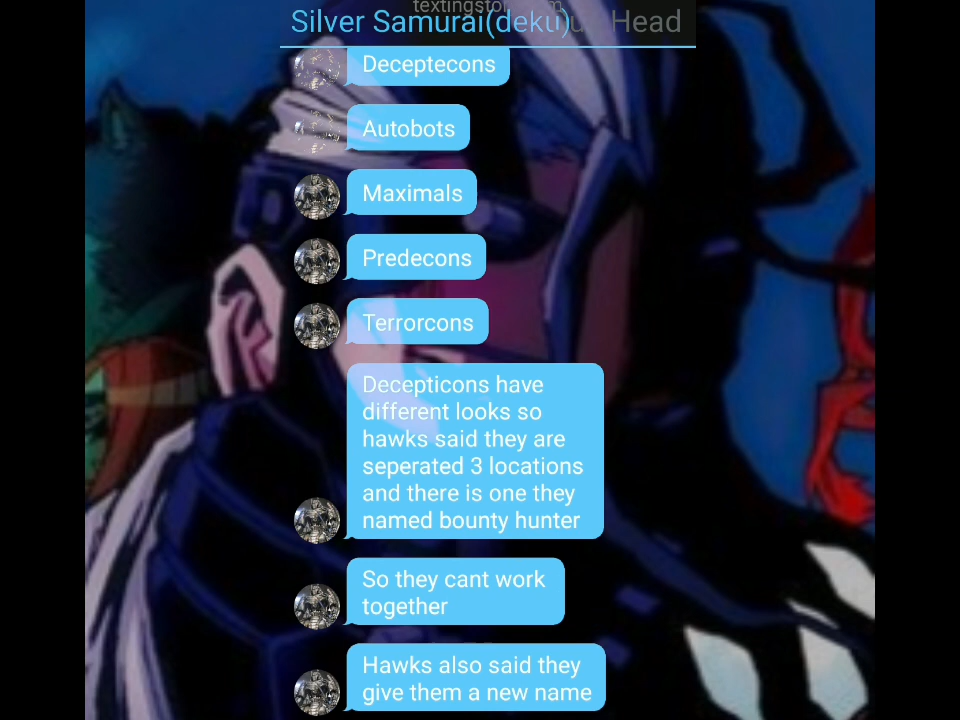 Silver Samurai(deku)
Head
Deceptecons
Autobots
Maximals
Predecons
Terrorcons
Decepticons have
different looks so
hawks said they are
seperated 3 locations
and there is one they
named bounty hunter
So they cant work
together
Hawks also said they
give them a new name